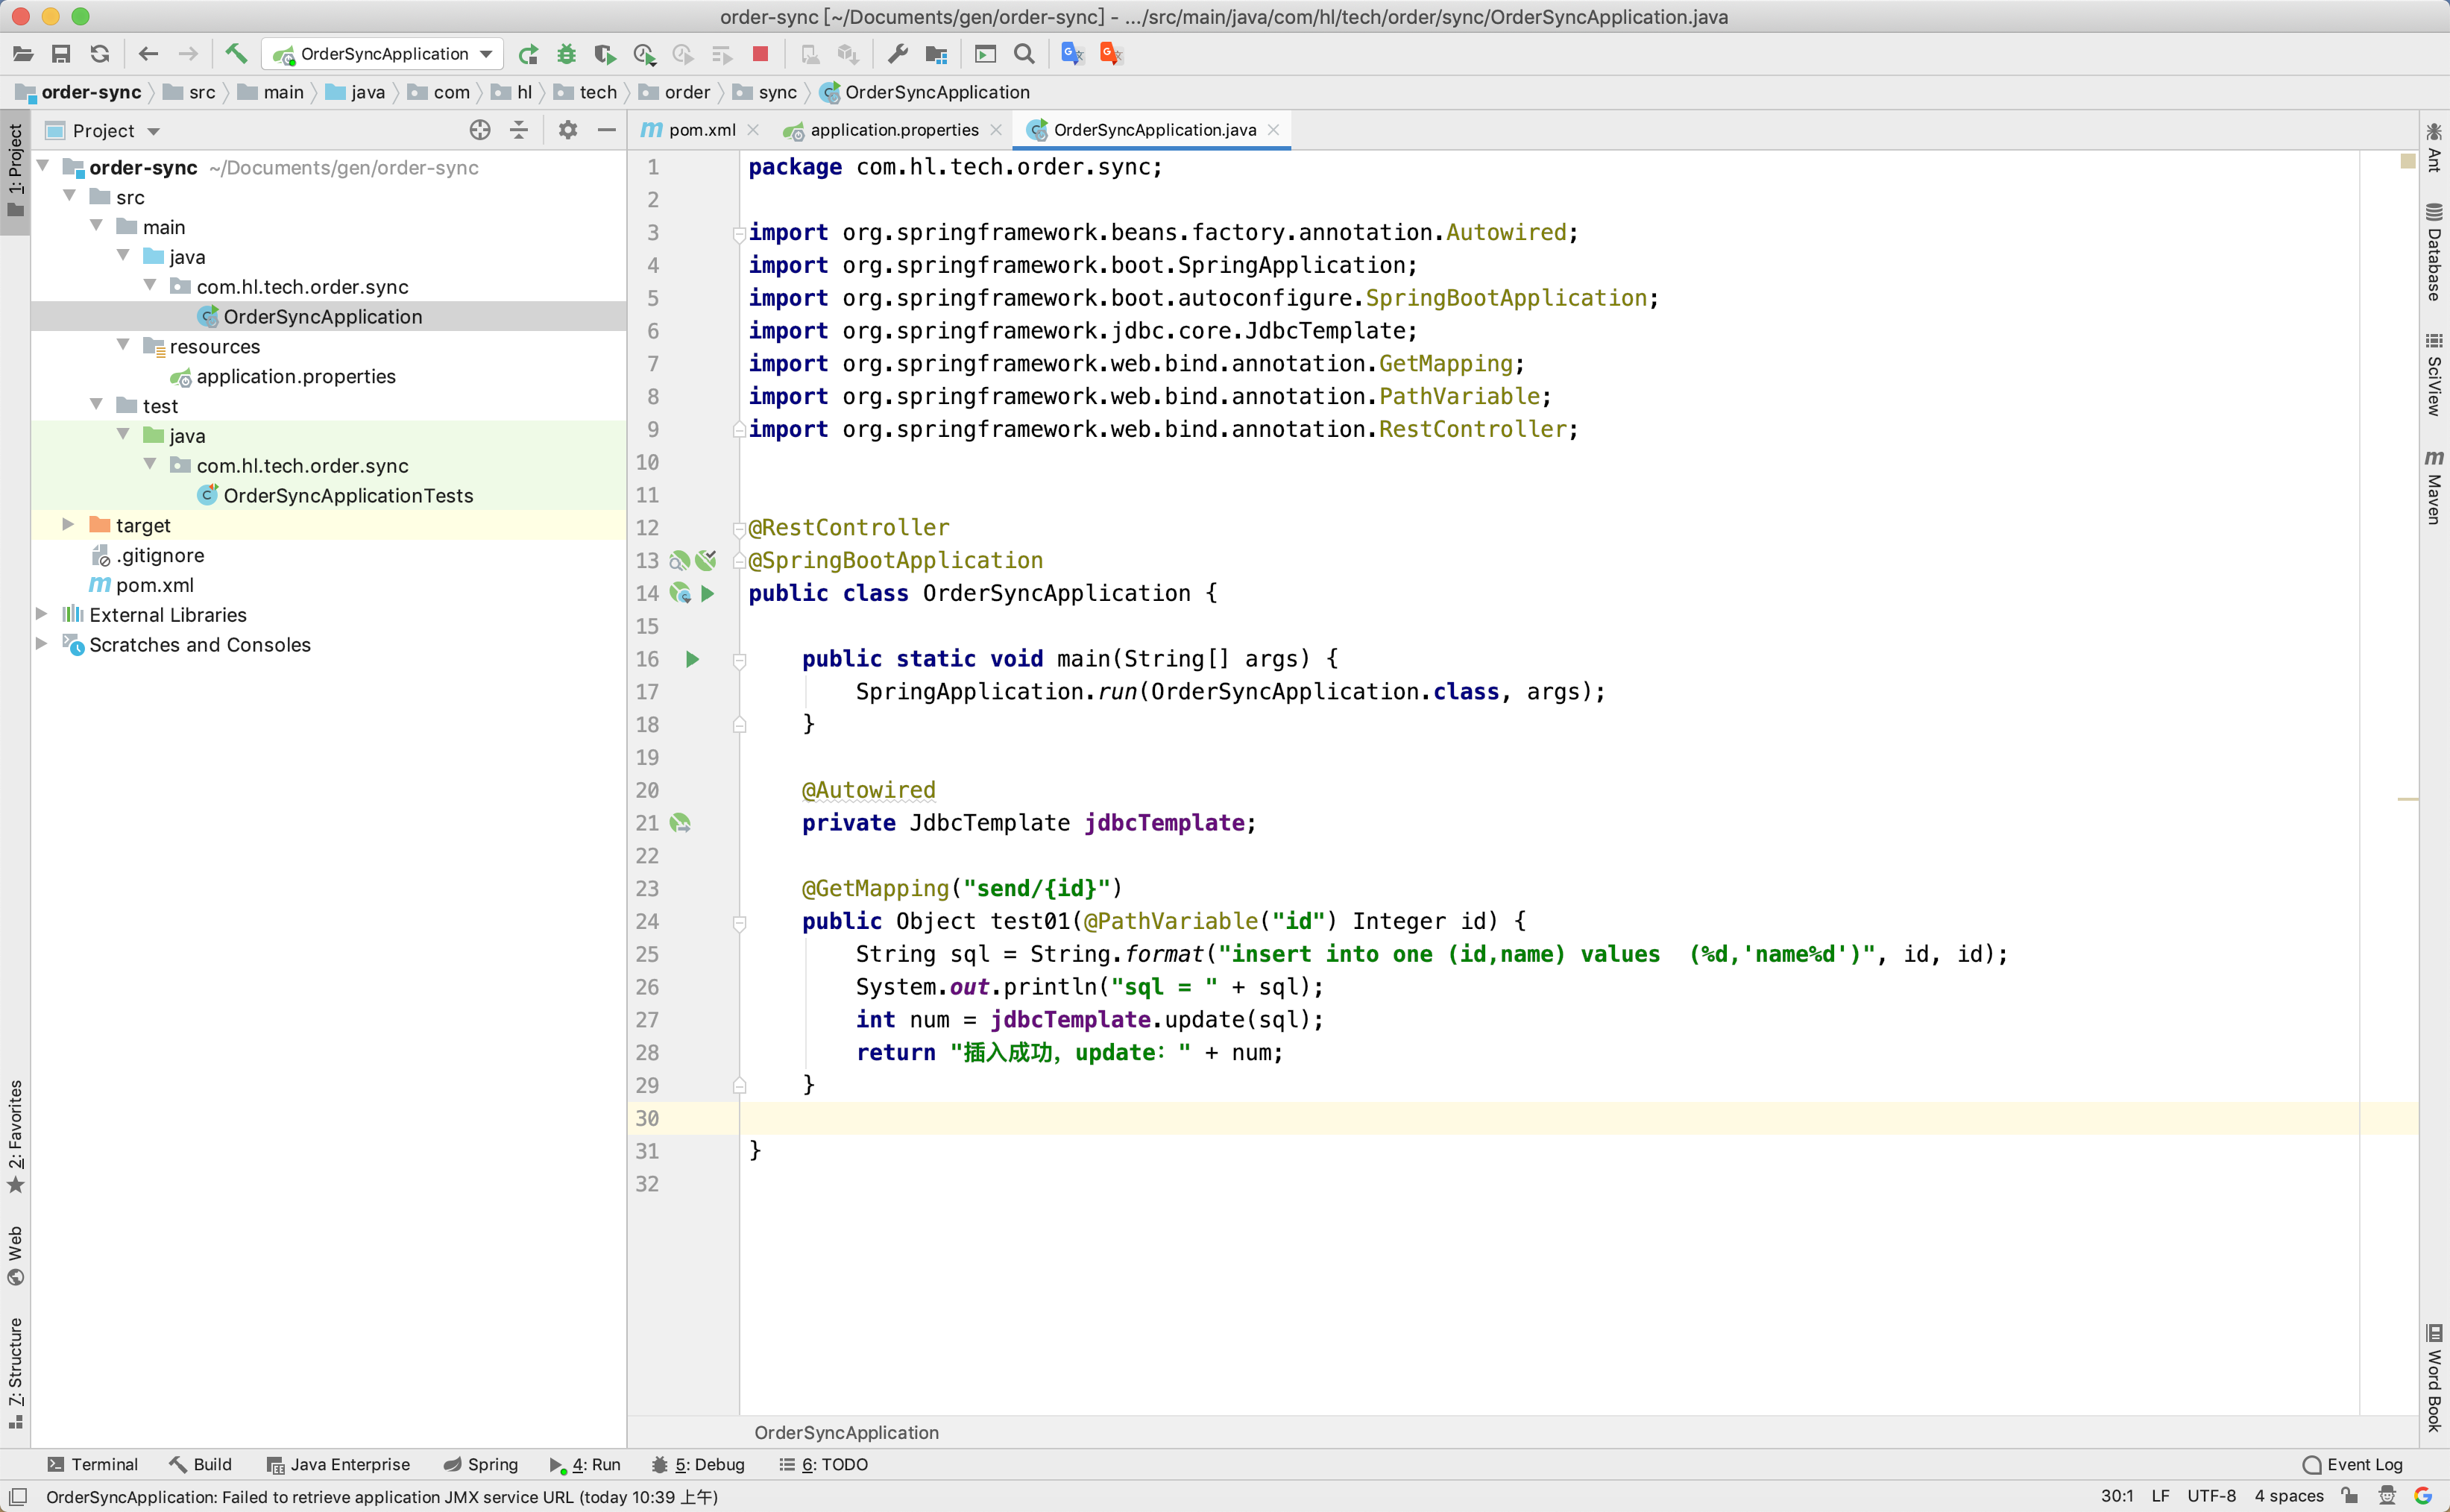 order-sync [~/Documents/gen/order-sync] - .../src/main/java/com/hl/tech/order/sync/OrderSyncApplication.java
OrderSyncApplication
order-sync src main java com hl tech order sync OrderSyncApplication
Project
pom.xml application.properties OrderSyncApplication.java
1: Project
order-sync ~/Documents/gen/order-sync
src
main
java
com.hl.tech.order.sync
OrderSyncApplication
resources
application.properties
test
java
com.hl.tech.order.sync
OrderSyncApplicationTests
target
.gitignore
pom.xml
External Libraries
Scratches and Consoles
2: Favorites
Web
Z: Structure
1 package com.hl.tech.order.sync;
2
3 import org.springframework.beans.factory.annotation.Autowired;
4 import org.springframework.boot.SpringApplication;
5 import org.springframework.boot.autoconfigure.SpringBootApplication;
6 import org.springframework.jdbc.core.JdbcTemplate;
7 import org.springframework.web.bind.annotation.GetMapping;
8 import org.springframework.web.bind.annotation.PathVariable;
9 import org.springframework.web.bind.annotation.RestController;
10
11
12 @RestController
13 @SpringBootApplication
14 public class OrderSyncApplication {
15
16 public static void main(String[] args) {
17 SpringApplication.run(OrderSyncApplication.class, args);
18 }
19
20 @Autowired
21 private JdbcTemplate jdbcTemplate;
22
23 @GetMapping("send/{id}")
24 public Object test01(@PathVariable("id") Integer id) {
25 String sql = String.format("insert into one (id,name) values  (%d,'name%d')", id, id);
26 System.out.println("sql = " + sql);
27 int num = jdbcTemplate.update(sql);
28 return "插入成功，update：" + num;
29 }
30
31 }
32
OrderSyncApplication
Ant
Database
SciView
m Maven
Word Book
Terminal Build Java Enterprise Spring 4: Run 5: Debug 6: TODO Event Log
OrderSyncApplication: Failed to retrieve application JMX service URL (today 10:39 上午) 30:1 LF UTF-8 4 spaces